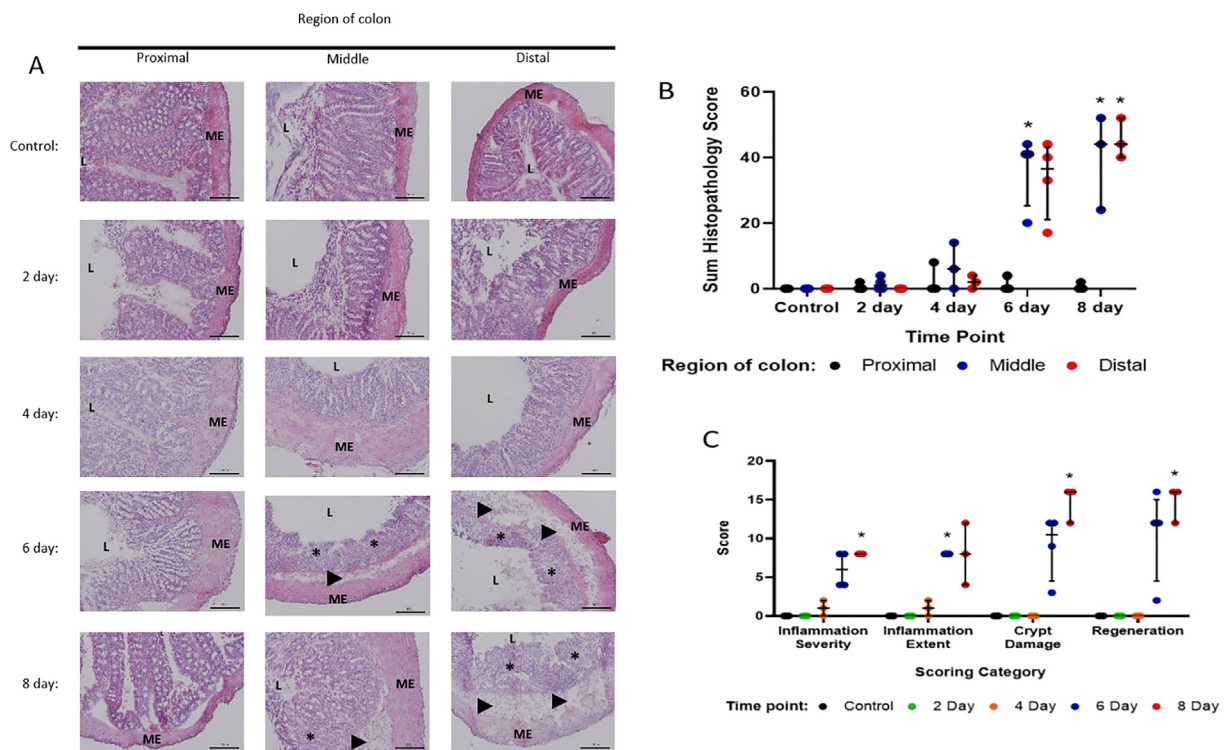 Region of colon
A
Proximal Middle Distal
Control:
L ME
L ME
ME L
2 day:
L ME
L ME
L ME
4 day:
L ME
L ME
L ME
6 day:
L ME
L * * ME
* ME L *
8 day:
L ME
L ME *
L * * ME
B
Sum Histopathology Score
60
40
20
0
* * *
Control 2 day 4 day 6 day 8 day
Time Point
Region of colon: Proximal Middle Distal
C
Score
20
15
10
5
0
* * * *
Inflammation Severity
Inflammation Extent
Crypt Damage
Regeneration
Scoring Category
Time point: Control 2 Day 4 Day 6 Day 8 Day